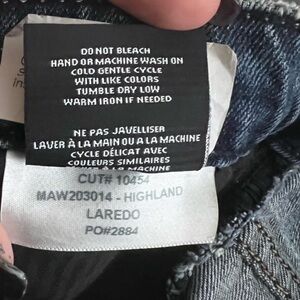 DO NOT BLEACH
HAND OR MACHINE WASH ON
COLD GENTLE CYCLE
WITH LIKE COLORS
TUMBLE DRY LOW
WARM IRON IF NEEDED
NE PAS JAVELLISER
LAVER À LA MAIN OU A LA MACHINE
CYCLE DÉLICAT AVEC
COULEURS SIMILAIRES
CUT# 10454
MAW203014 - HIGHLAND
LAREDO
PO#2884